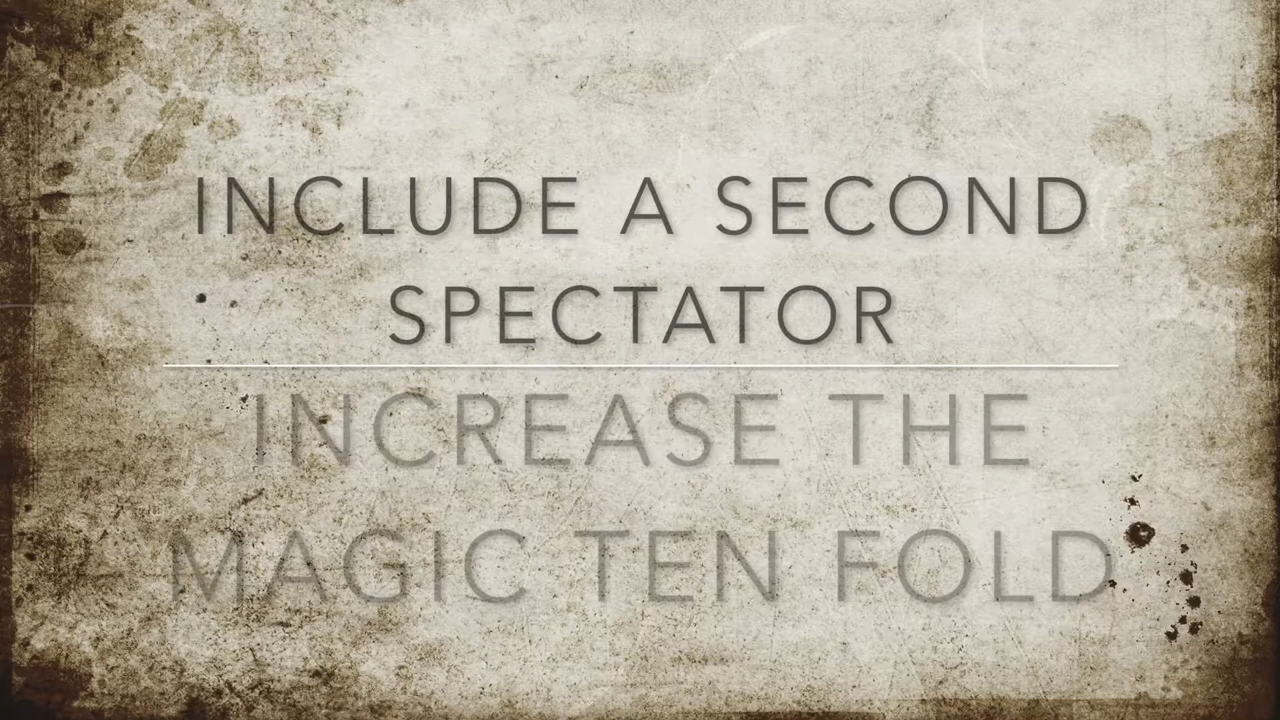 INCLUDE A SECOND
SPECTATOR
INCREASE THE
MAGIC TEN FOLD